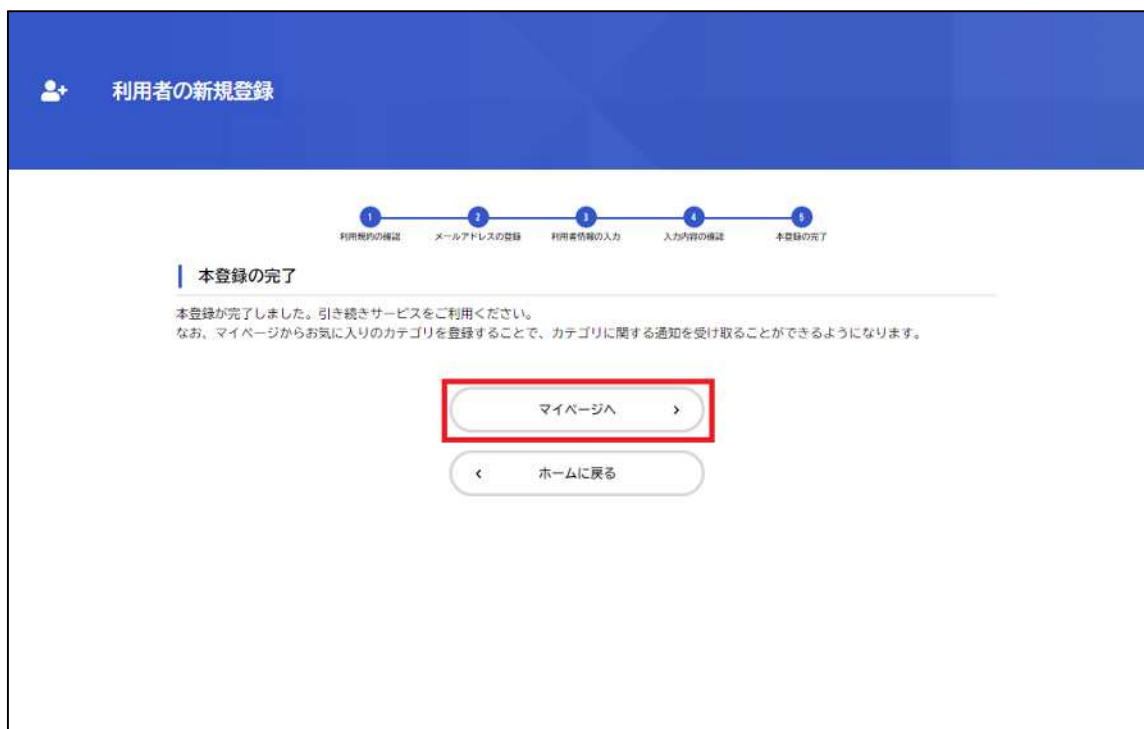 利用者の新規登録
1 2 3 4 5
利用規約の確認 メールアドレスの登録 利用者情報の入力 入力内容の確認 本登録の完了
本登録の完了
本登録が完了しました。引き続きサービスをご利用ください。
なお、マイページからお気に入りのカテゴリを登録することで、カテゴリに関する通知を受け取ることができるようになります。
マイページへ
ホームに戻る